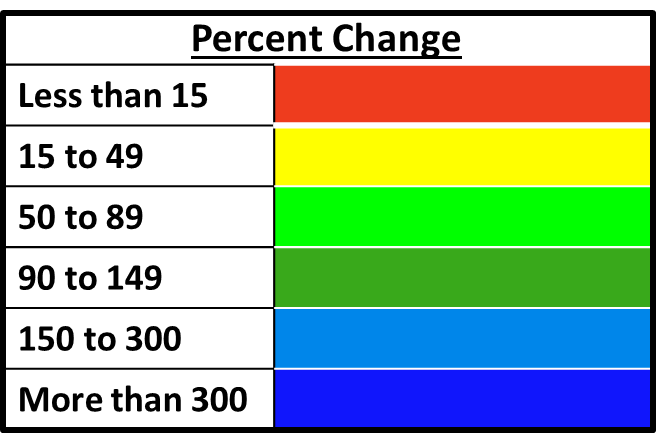 Percent Change
Less than 15
15 to 49
50 to 89
90 to 149
150 to 300
More than 300